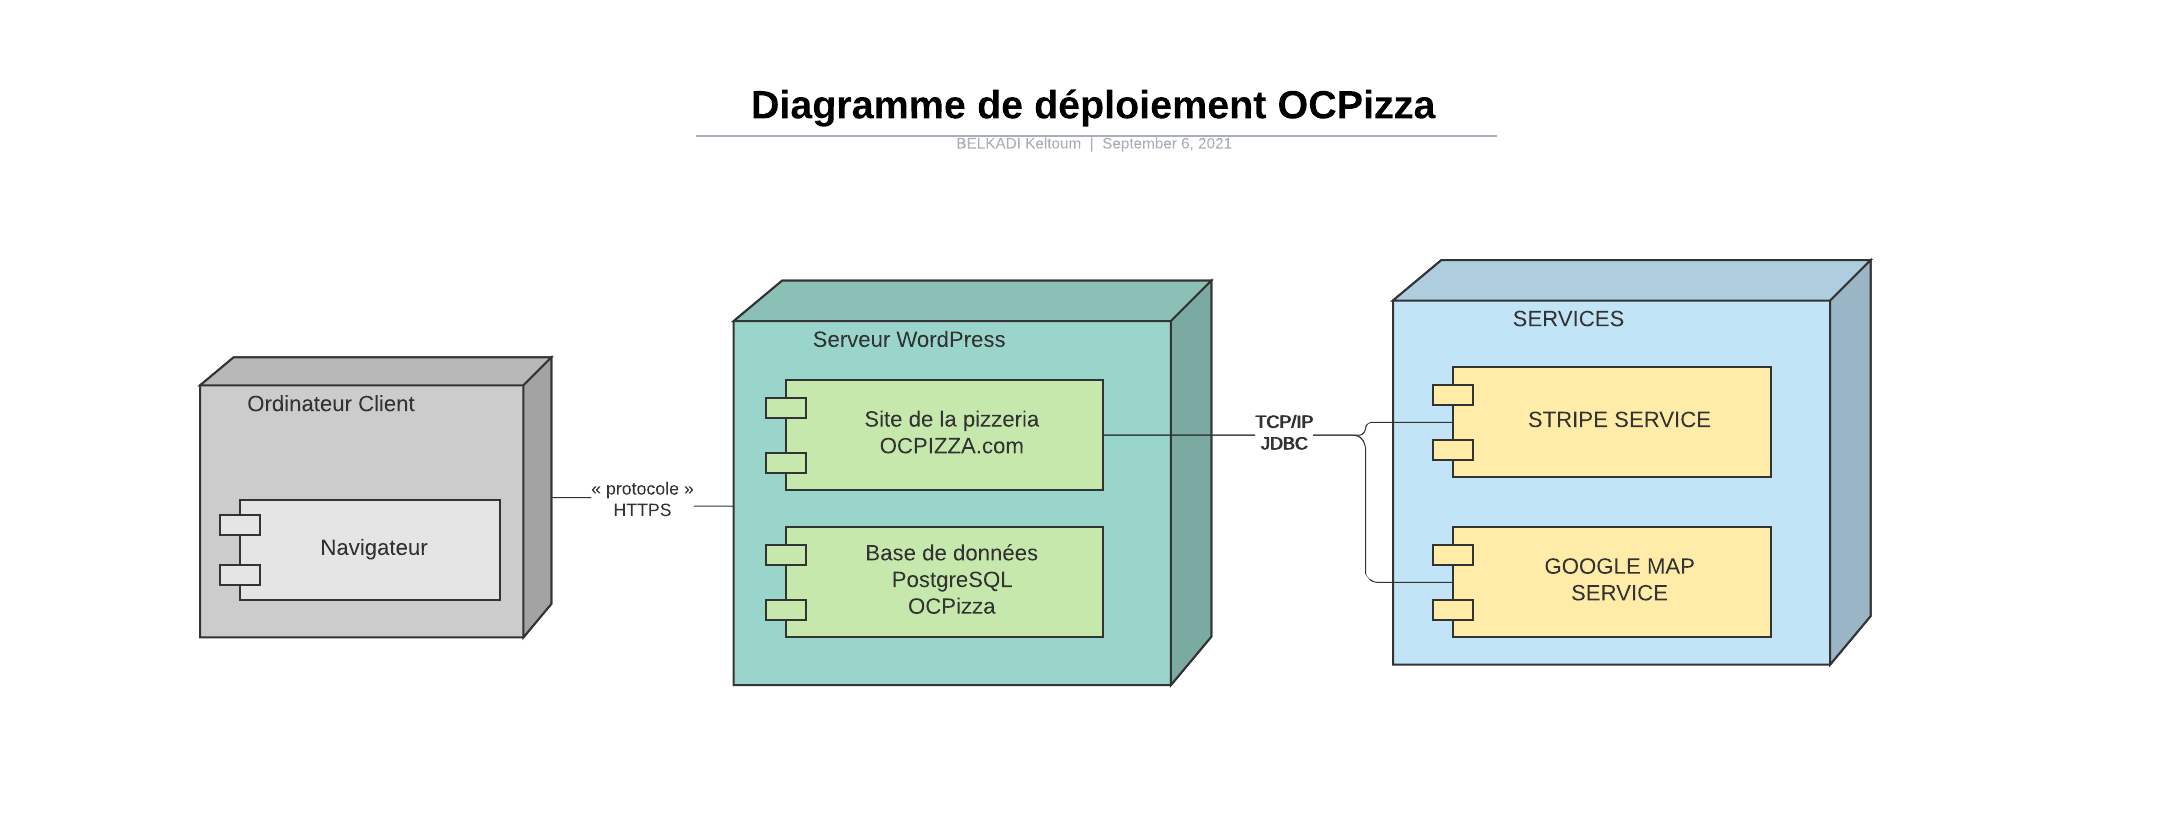 Diagramme de déploiement OCPizza
BELKADI Keltoum | September 6, 2021
Ordinateur Client
Navigateur
« protocole »
HTTPS
Serveur WordPress
Site de la pizzeria
OCPIZZA.com
Base de données
PostgreSQL
OCPizza
TCP/IP
JDBC
SERVICES
STRIPE SERVICE
GOOGLE MAP
SERVICE